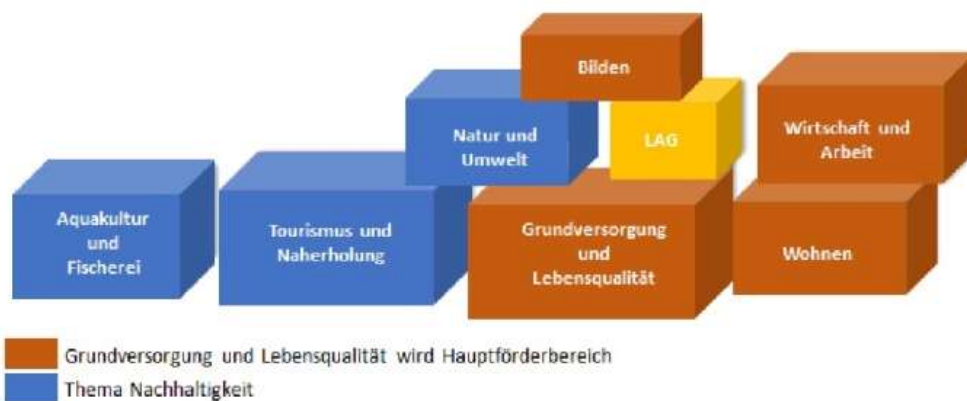 Bilden
Natur und
Umwelt
LAG
Wirtschaft und
Arbeit
Aquakultur
und
Fischerei
Tourismus und
Naherholung
Grundversorgung
und
Lebensqualität
Wohnen
Grundversorgung und Lebensqualität wird Hauptförderbereich
Thema Nachhaltigkeit